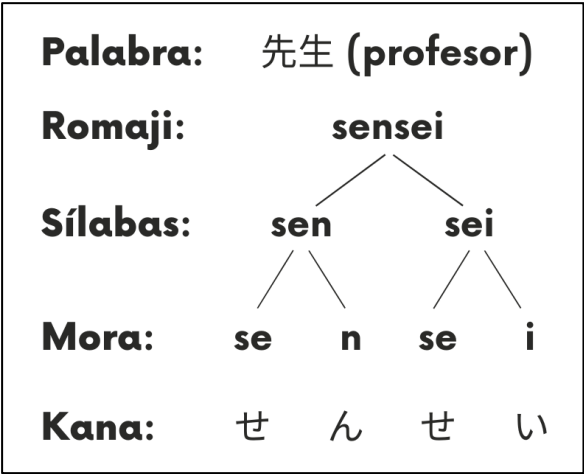 Palabra: 先生 (profesor)
Romaji: sensei
Sílabas: sen sei
Mora: se n se i
Kana: せ ん せ い